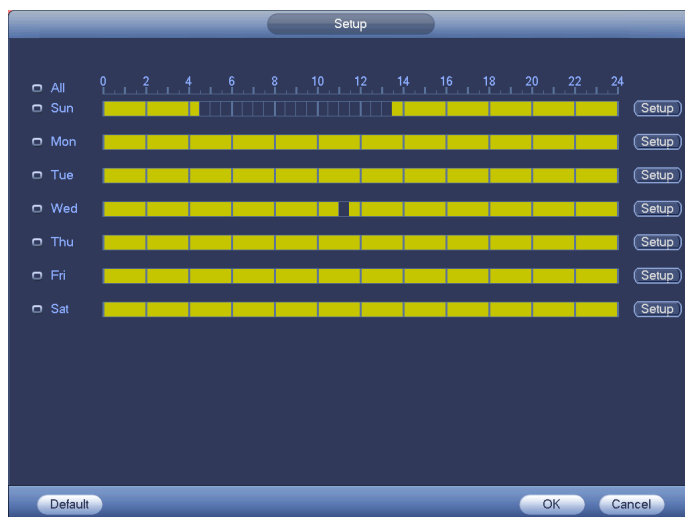 Setup
All 0 2 4 6 8 10 12 14 16 18 20 22 24
Sun Setup
Mon Setup
Tue Setup
Wed Setup
Thu Setup
Fri Setup
Sat Setup
Default OK Cancel